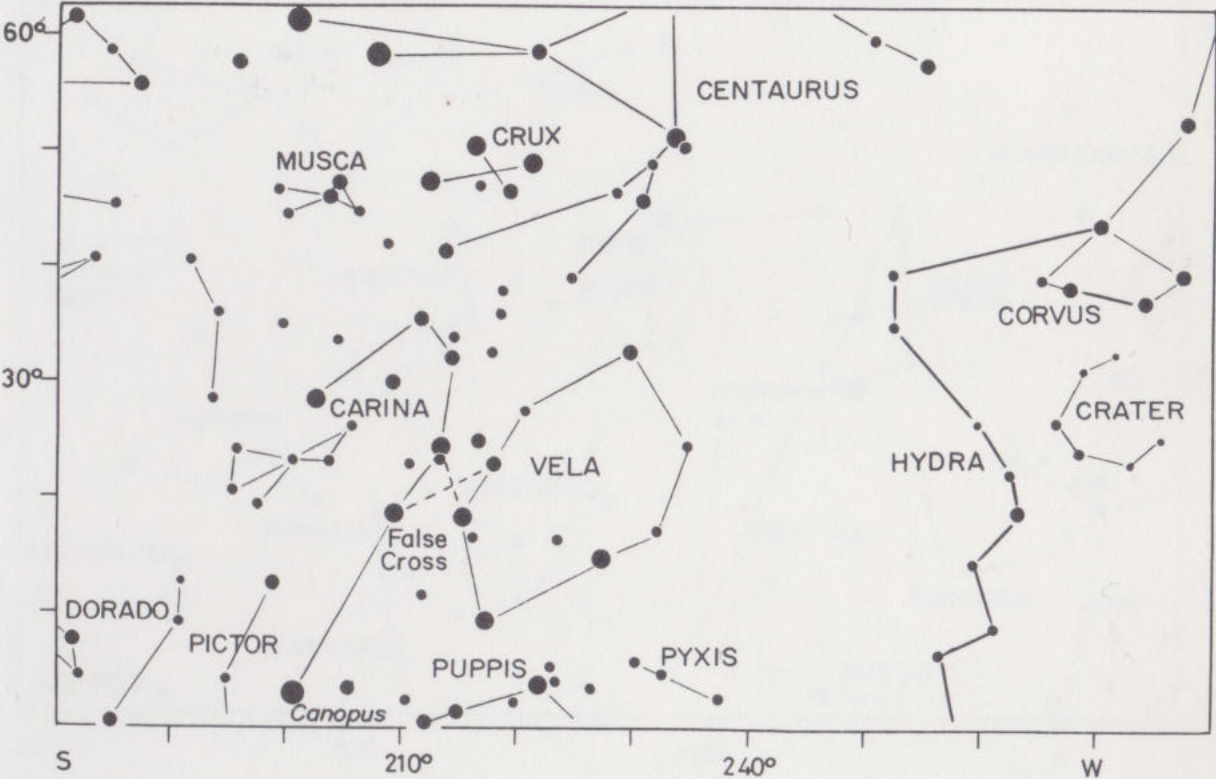 60°
CENTAURUS
CRUX
MUSCA
CORVUS
30°
CARINA
CRATER
VELA
HYDRA
False
Cross
DORADO
PICTOR
PUPPIS
PYXIS
Canopus
S
210°
240°
W